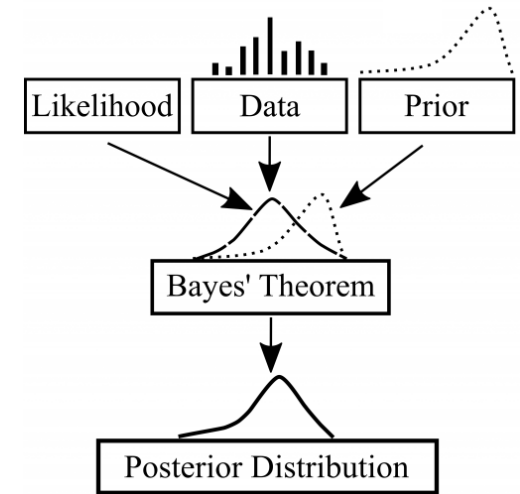 Likelihood
Data
Prior
Bayes' Theorem
Posterior Distribution